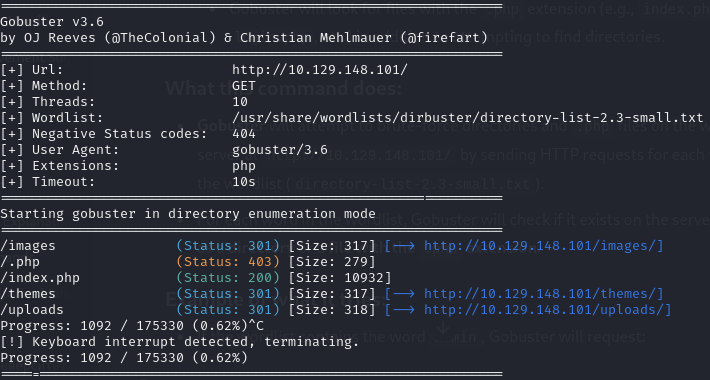 Gobuster v3.6
by OJ Reeves (@TheColonial) & Christian Mehlmauer (@firefart)
[+] Url: http://10.129.148.101/
[+] Method: GET
[+] Threads: 10
[+] Wordlist: /usr/share/wordlists/dirbuster/directory-list-2.3-small.txt
[+] Negative Status codes: 404
[+] User Agent: gobuster/3.6
[+] Extensions: php
[+] Timeout: 10s
Starting gobuster in directory enumeration mode
/images (Status: 301) [Size: 317] [--> http://10.129.148.101/images/]
/.php (Status: 403) [Size: 279]
/index.php (Status: 200) [Size: 10932]
/themes (Status: 301) [Size: 317] [--> http://10.129.148.101/themes/]
/uploads (Status: 301) [Size: 318] [--> http://10.129.148.101/uploads/]
Progress: 1092 / 175330 (0.62%)^C
[!] Keyboard interrupt detected, terminating.
Progress: 1092 / 175330 (0.62%)